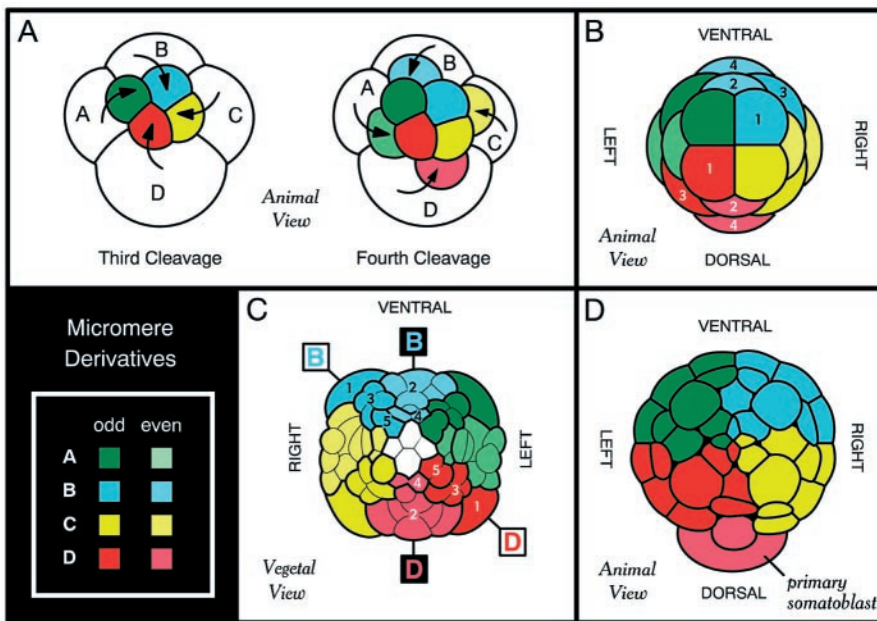 A
B
A
C
D
Third Cleavage
Animal
View
B
A
C
D
Fourth Cleavage
B
VENTRAL
4
2
3
1
LEFT
RIGHT
1
3
2
4
Animal
View
DORSAL
Micromere
Derivatives
odd even
A
B
C
D
C
VENTRAL
B
B
1
2
3
4
5
RIGHT
LEFT
5
4
3
2
1
D
D
Vegetal
View
DORSAL
D
VENTRAL
LEFT
RIGHT
Animal
View
DORSAL
primary
somatoblast